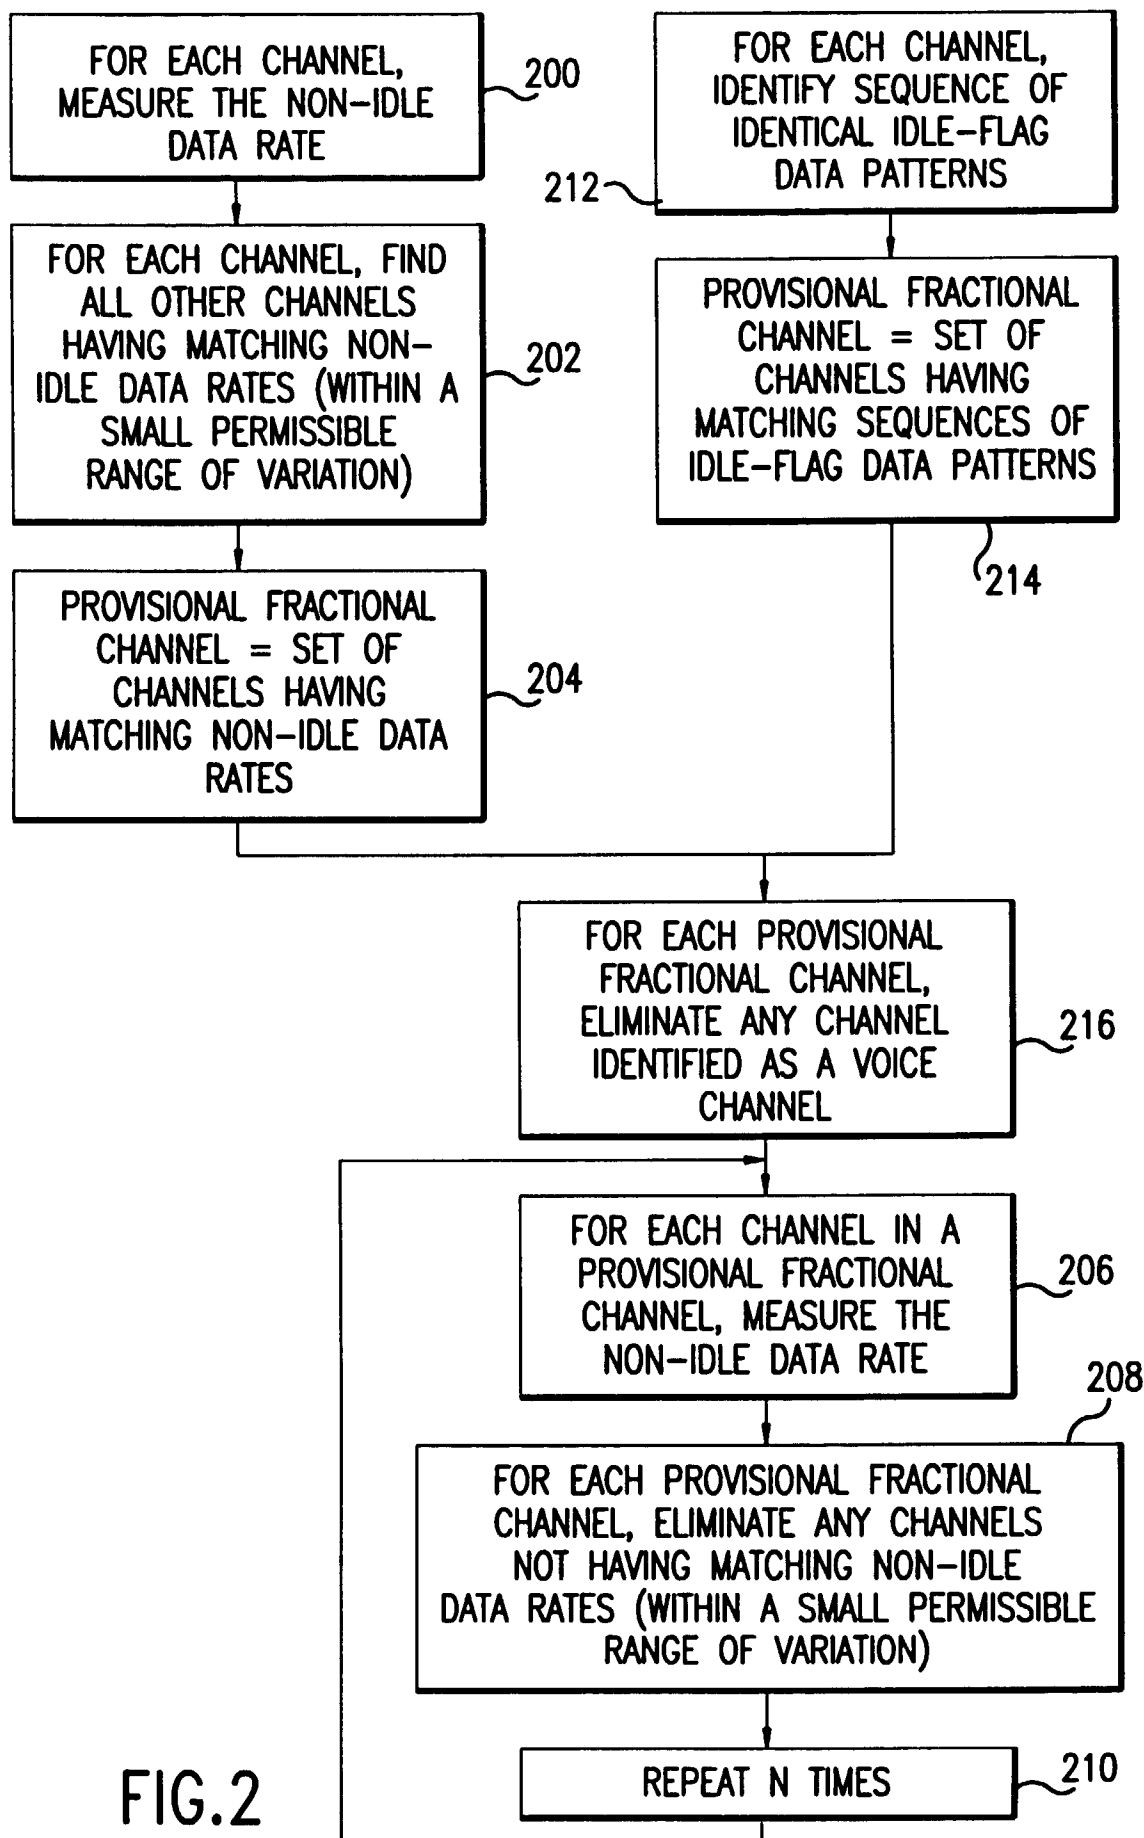 FOR EACH CHANNEL,
MEASURE THE NON-IDLE
DATA RATE
200
FOR EACH CHANNEL, FIND
ALL OTHER CHANNELS
HAVING MATCHING NON-
IDLE DATA RATES (WITHIN A
SMALL PERMISSIBLE
RANGE OF VARIATION)
202
PROVISIONAL FRACTIONAL
CHANNEL = SET OF
CHANNELS HAVING
MATCHING NON-IDLE DATA
RATES
204
FOR EACH CHANNEL,
IDENTIFY SEQUENCE OF
IDENTICAL IDLE-FLAG
DATA PATTERNS
212
PROVISIONAL FRACTIONAL
CHANNEL = SET OF
CHANNELS HAVING
MATCHING SEQUENCES OF
IDLE-FLAG DATA PATTERNS
214
FOR EACH PROVISIONAL
FRACTIONAL CHANNEL,
ELIMINATE ANY CHANNEL
IDENTIFIED AS A VOICE
CHANNEL
216
FOR EACH CHANNEL IN A
PROVISIONAL FRACTIONAL
CHANNEL, MEASURE THE
NON-IDLE DATA RATE
206
208
FOR EACH PROVISIONAL FRACTIONAL
CHANNEL, ELIMINATE ANY CHANNELS
NOT HAVING MATCHING NON-IDLE
DATA RATES (WITHIN A SMALL PERMISSIBLE
RANGE OF VARIATION)
REPEAT N TIMES
210
FIG.2